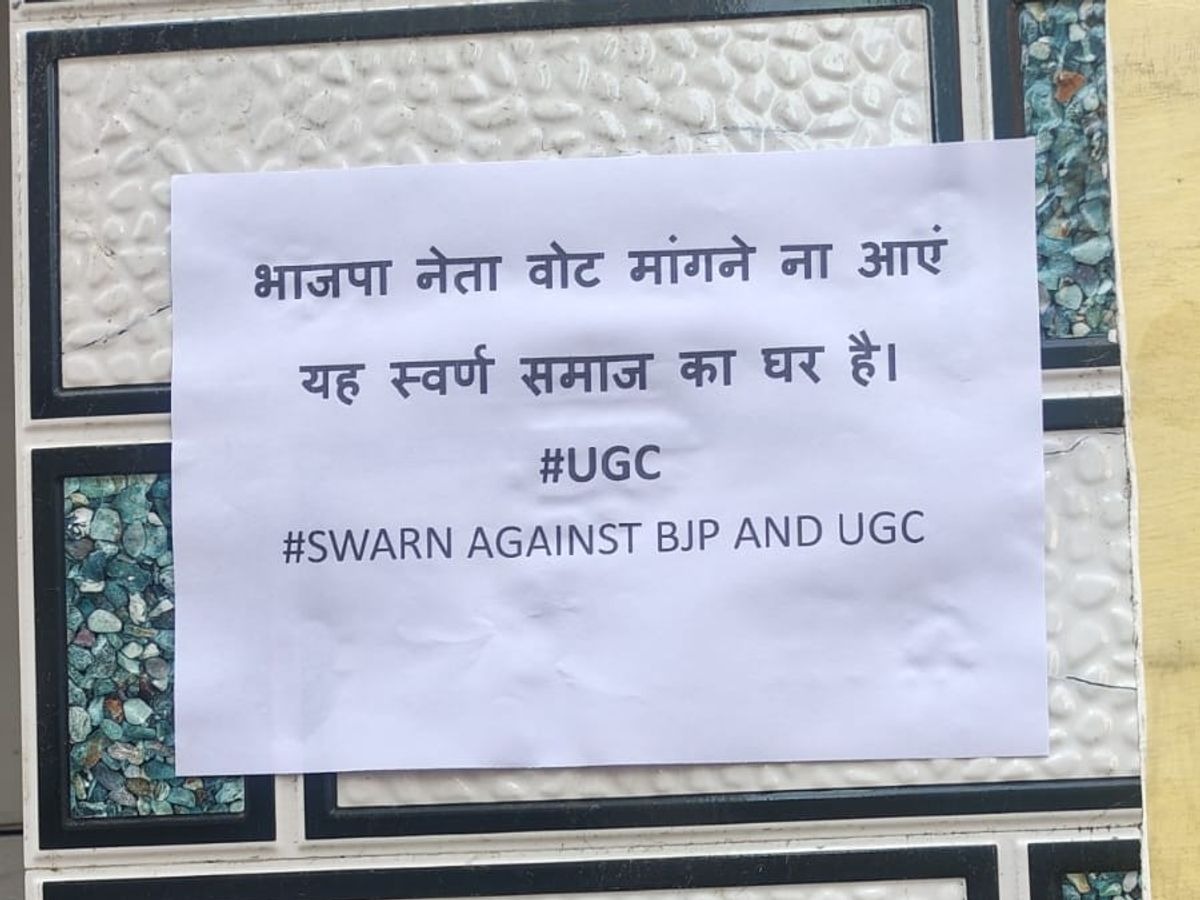 भाजपा नेता वोट मांगने ना आएं
यह स्वर्ण समाज का घर है।
#UGC
#SWARN AGAINST BJP AND UGC